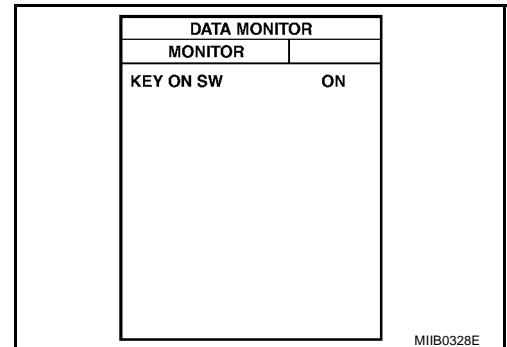 DATA MONITOR
MONITOR
KEY ON SW ON
MIIB0328E